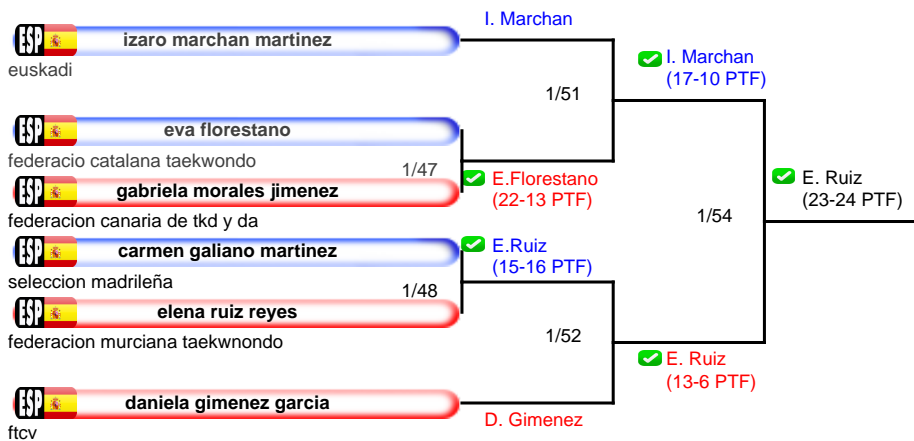 I. Marchan
ESP izaro marchan martinez
euskadi
I. Marchan
(17-10 PTF)
1/51
ESP eva florestano
federacio catalana taekwondo
1/47
ESP gabriela morales jimenez
federacion canaria de tkd y da
E.Florestano
(22-13 PTF)
E. Ruiz
(23-24 PTF)
1/54
ESP carmen galiano martinez
seleccion madrileña
E.Ruiz
(15-16 PTF)
1/48
ESP elena ruiz reyes
federacion murciana taekwnondo
1/52
E. Ruiz
(13-6 PTF)
ESP daniela gimenez garcia
ftcv
D. Gimenez